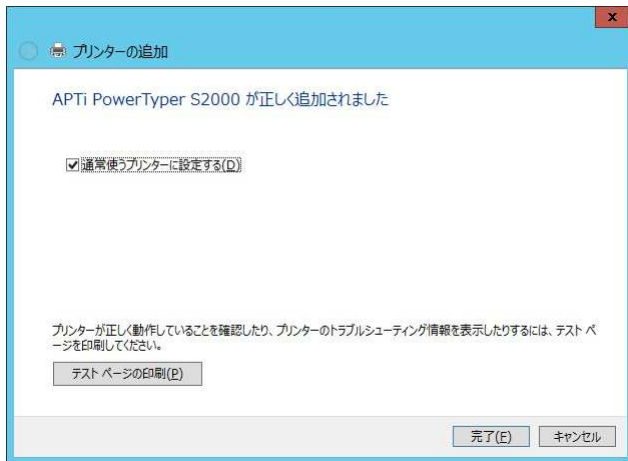 x
プリンターの追加
APTi PowerTyper S2000 が正しく追加されました
通常使うプリンターに設定する(D)
プリンターが正しく動作していることを確認したり、プリンターのトラブルシューティング情報を表示したりするには、テスト ペ
ージを印刷してください。
テスト ページの印刷(P)
完了(F)
キャンセル